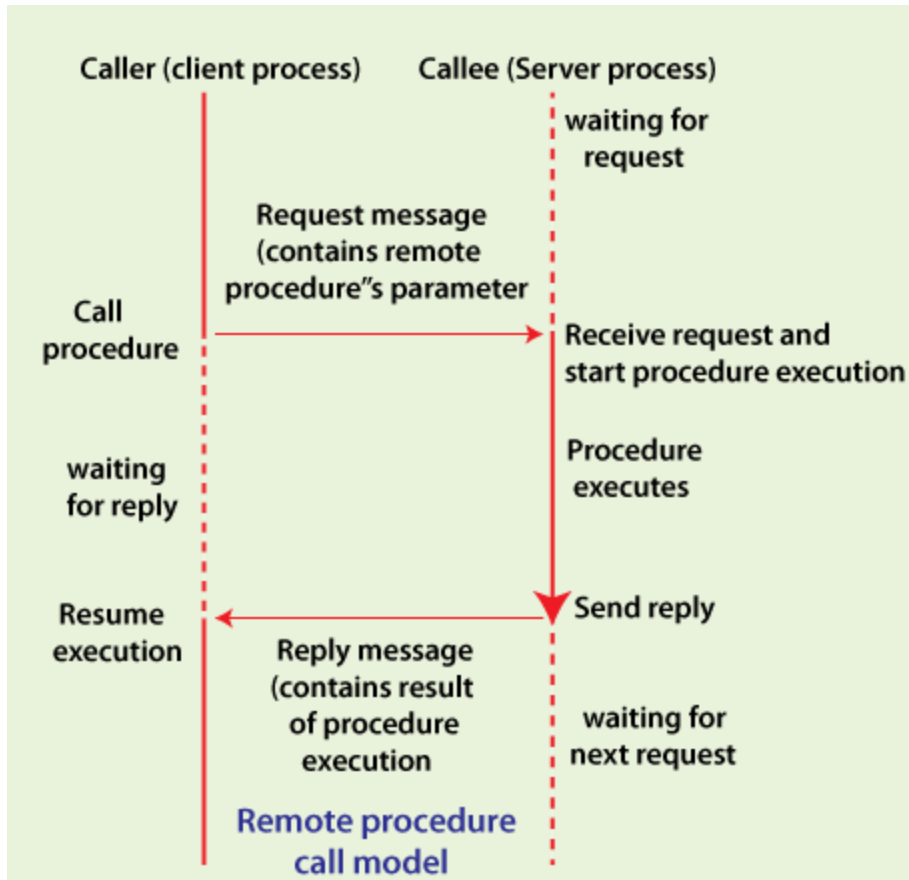 Caller (client process)
Callee (Server process)
waiting for
request
Request message
(contains remote
procedure"s parameter
Call
procedure
Receive request and
start procedure execution
Procedure
executes
waiting
for reply
Send reply
Resume
execution
Reply message
(contains result
of procedure
execution
waiting for
next request
Remote procedure
call model